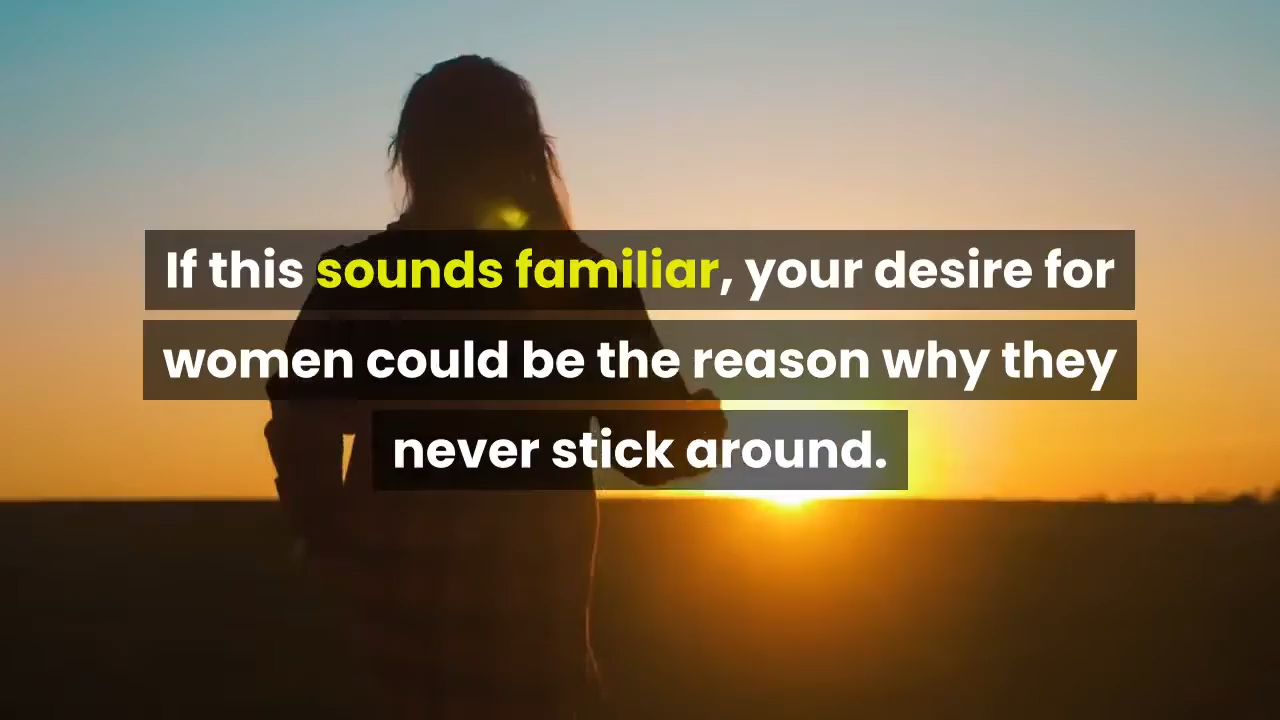 If this sounds familiar, your desire for
women could be the reason why they
never stick around.